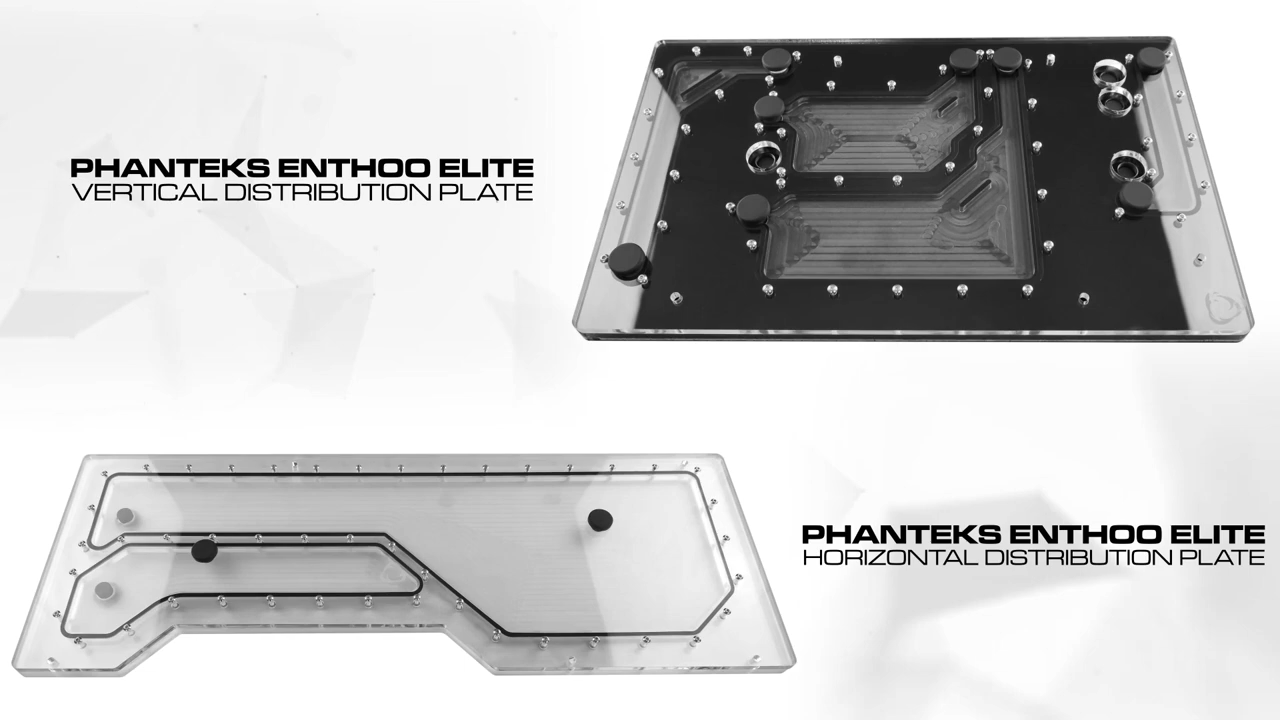 PHANTEKS ENTHOO ELITE
VERTICAL DISTRIBUTION PLATE
PHANTEKS ENTHOO ELITE
HORIZONTAL DISTRIBUTION PLATE